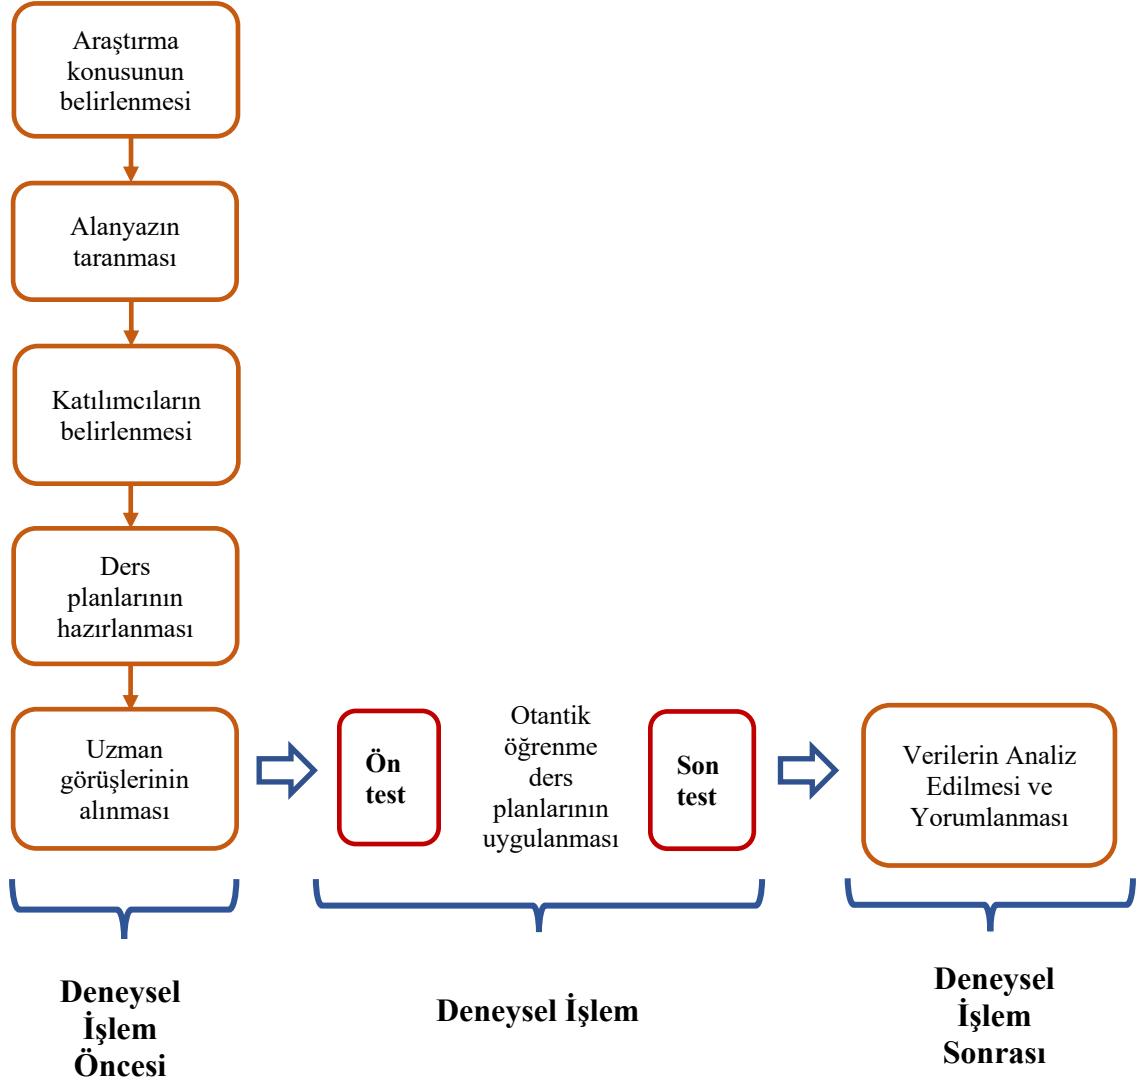 Araştırma
konusunun
belirlenmesi
Alanyazın
taranması
Katılımcıların
belirlenmesi
Ders
planlarının
hazırlanması
Uzman
görüşlerinin
alınması
Ön
test
Otantik
öğrenme
ders
planlarının
uygulanması
Son
test
Verilerin Analiz
Edilmesi ve
Yorumlanması
Deneysel
İşlem
Öncesi
Deneysel İşlem
Deneysel
İşlem
Sonrası